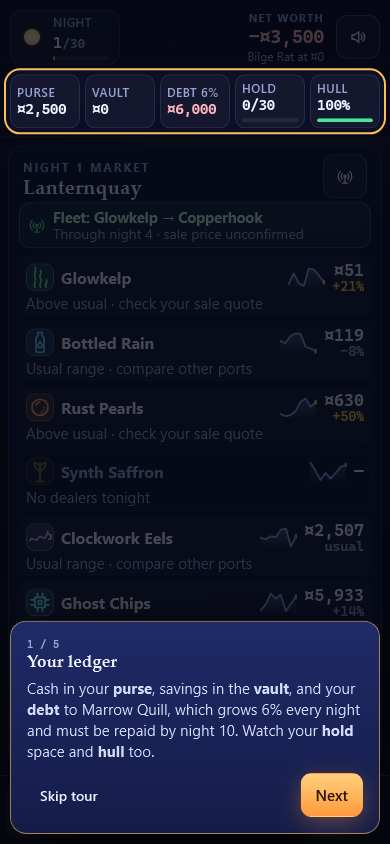 NIGHT
1/30
NET WORTH
−¤3,500
Bilge Rat at ¤0
PURSE
¤2,500
VAULT
¤0
DEBT 6%
¤6,000
HOLD
0/30
HULL
100%
NIGHT 1 MARKET
Lanternquay
Fleet: Glowkelp → Copperhook
Through night 4 · sale price unconfirmed
Glowkelp
¤51
+21%
Above usual · check your sale quote
Bottled Rain
¤119
−8%
Usual range · compare other ports
Rust Pearls
¤630
+50%
Above usual · check your sale quote
Synth Saffron
—
No dealers tonight
Clockwork Eels
¤2,507
usual
Usual range · compare other ports
Ghost Chips
¤5,933
+14%
1 / 5
Your ledger
Cash in your purse, savings in the vault, and your
debt to Marrow Quill, which grows 6% every night
and must be repaid by night 10. Watch your hold
space and hull too.
Skip tour
Next